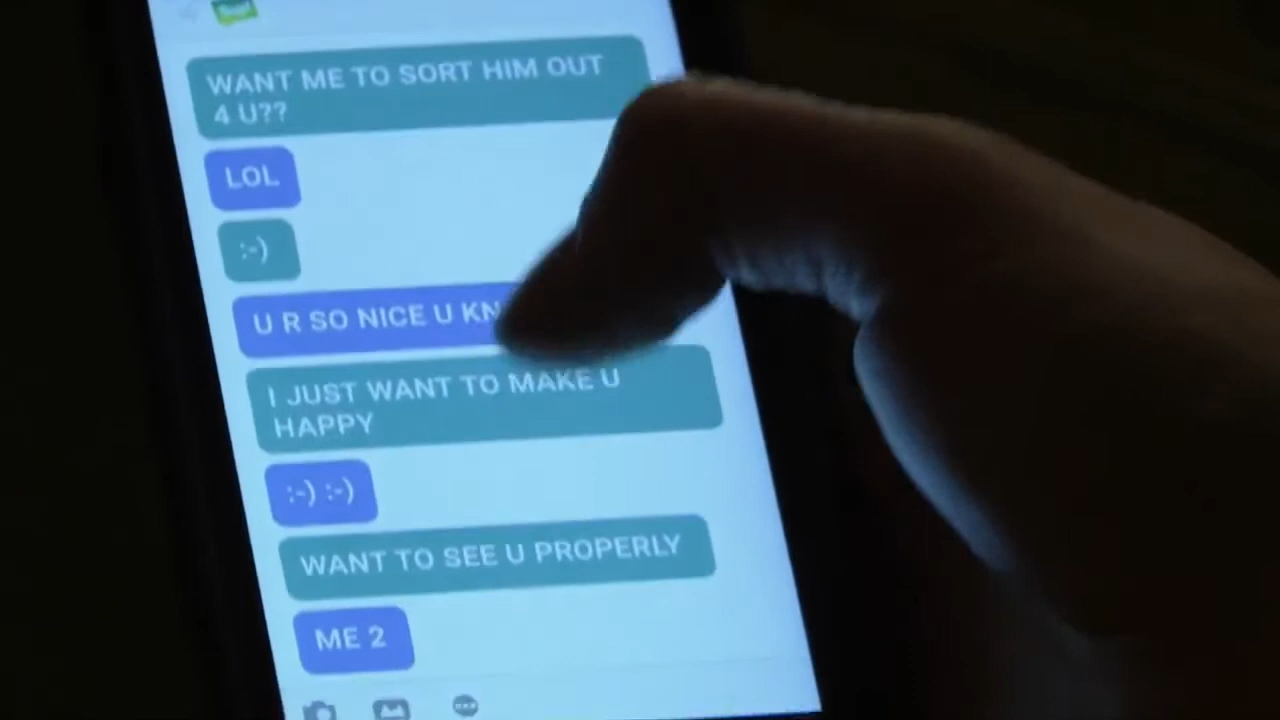 WANT ME TO SORT HIM OUT
4 U??
LOL
:-)
U R SO NICE U
I JUST WANT TO MAKE U
HAPPY
:-) :-)
WANT TO SEE U PROPERLY
ME 2